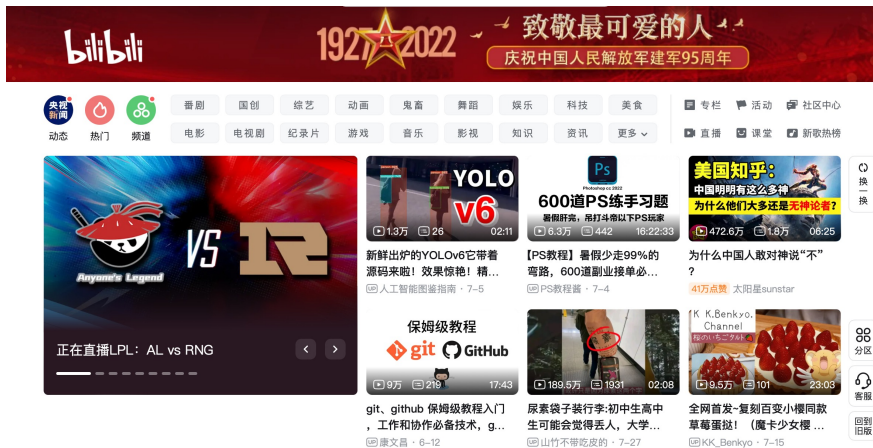 bilibili
1927 八一 2022
致敬最可爱的人
庆祝中国人民解放军建军95周年
央视新闻
动态
热门
频道
番剧 国创 综艺 动画 鬼畜 舞蹈 娱乐 科技 美食
电影 电视剧 纪录片 游戏 音乐 影视 知识 资讯 更多
专栏 活动 社区中心
直播 课堂 新歌热榜
Anyone's Legend
VS
R
正在直播LPL：AL vs RNG
YOLO
v6
1.3万 26 02:11
新鲜出炉的YOLOv6它带着
源码来啦！效果惊艳！精...
UP 人工智能图鉴指南 · 7-5
Ps
Photoshop cc 2022
600道PS练手习题
暑假肝完，吊打帝以下PS玩家
6.3万 442 16:22:33
【PS教程】暑假少走99%的
弯路，600道副业接单必...
UP PS教程酱 · 7-4
美国知乎：
中国明明有这么多神
为什么他们大多还是无神论者？
472.6万 1.8万 06:25
为什么中国人敢对神说“不”
？
41万点赞 太阳星sunstar
换一换
保姆级教程
git GitHub
9万 219 17:43
git、github 保姆级教程入门
，工作和协作必备技术，g...
UP 康文昌 · 6-12
189.5万 1931 02:08
尿素袋子装行李:初中生高中
生可能会觉得丢人，大学...
UP 山竹不带吃皮的 · 7-27
K K.Benkyo.
Channel
桜のいちごタルト
9.5万 101 23:03
全网首发~复刻百变小樱同款
草莓蛋挞！（魔卡少女樱 ...
UP KK_Benkyo · 7-15
分区
客服
回到
旧版